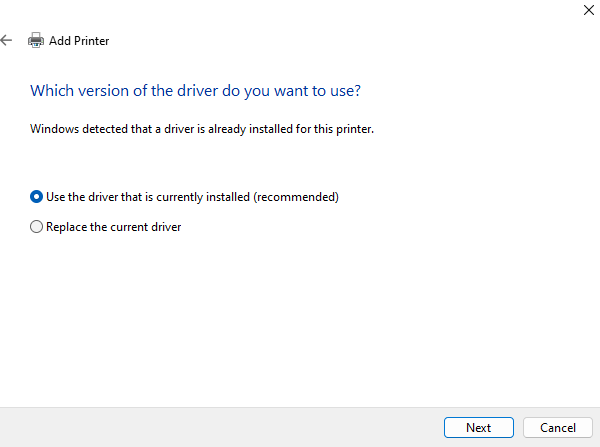 Add Printer
Which version of the driver do you want to use?
Windows detected that a driver is already installed for this printer.
Use the driver that is currently installed (recommended)
Replace the current driver
Next
Cancel